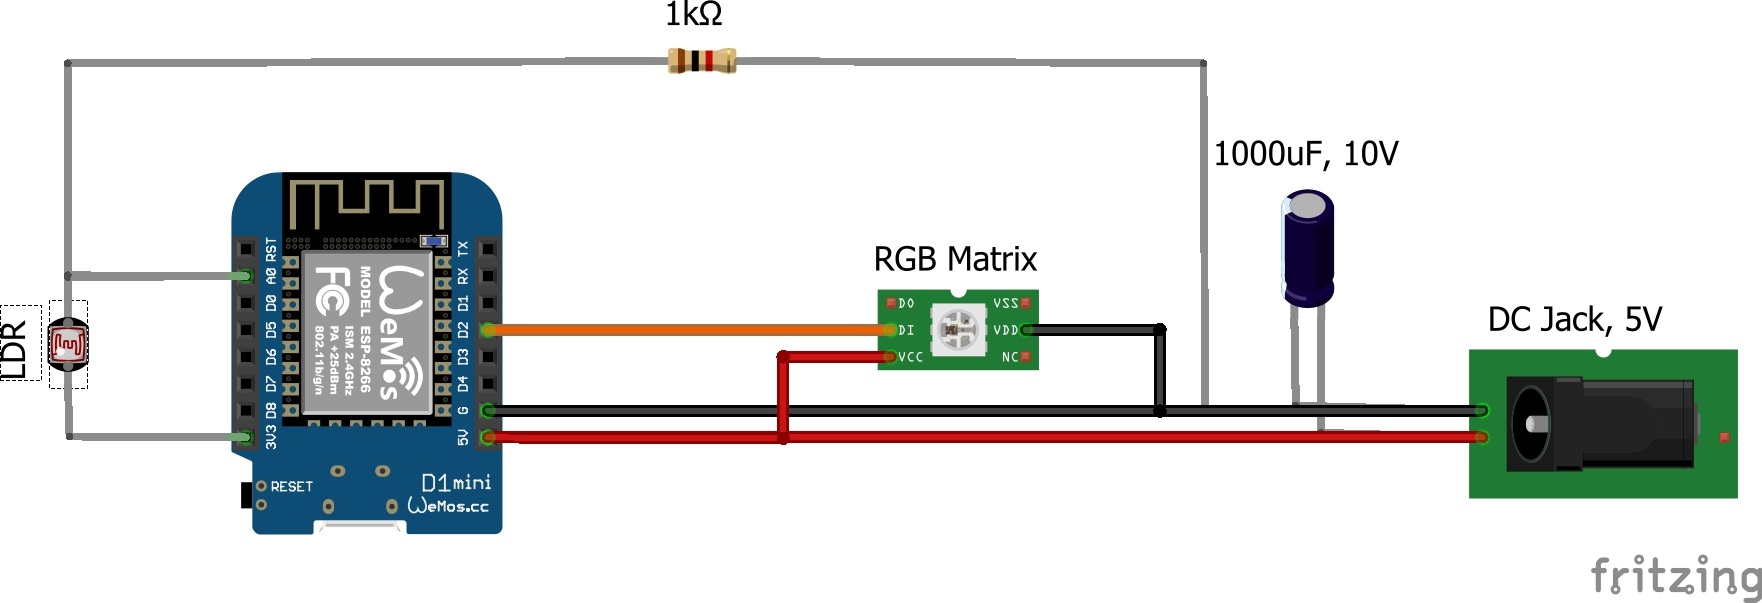 1kΩ
1000uF, 10V
RGB Matrix
DC Jack, 5V
LDR
RST
A0
D0
D5
D6
D7
D8
3V3
TX
RX
D1
D2
D3
D4
G
5V
WeMos
MODEL ESP-8266
ISM 2.4GHz
PA +25dBm
802.11b/g/n
FC
RESET
D1mini
WeMos.cc
DO
DI
VCC
VSS
VDD
NC
fritzing